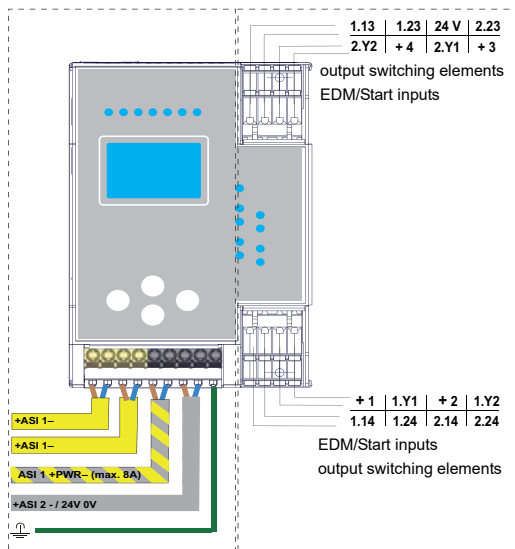 1.13 1.23 24 V 2.23
2.Y2 + 4 2.Y1 + 3
output switching elements
EDM/Start inputs
+ 1 1.Y1 + 2 1.Y2
1.14 1.24 2.14 2.24
EDM/Start inputs
output switching elements
+ASI 1–
+ASI 1–
ASI 1 +PWR– (max. 8A)
+ASI 2 - / 24V 0V